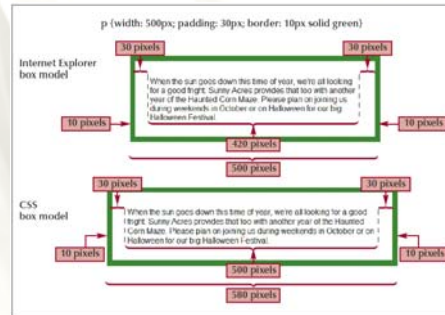 p {width: 500px; padding: 30px; border: 10px solid green}
30 pixels
30 pixels
Internet Explorer
box model
When the sun goes down this time of year, we're all looking
for a good fright. Sunny Acres provides that too with another
year of the Haunted Corn Maze. Please plan on joining us
during weekends in October or on Halloween for our big
Halloween Festival.
10 pixels
10 pixels
420 pixels
500 pixels
30 pixels
30 pixels
CSS
box model
When the sun goes down this time of year, we're all looking for a good
fright. Sunny Acres provides that too with another year of the Haunted
Corn Maze. Please plan on joining us during weekends in October or on
Halloween for our big Halloween Festival.
10 pixels
10 pixels
500 pixels
580 pixels